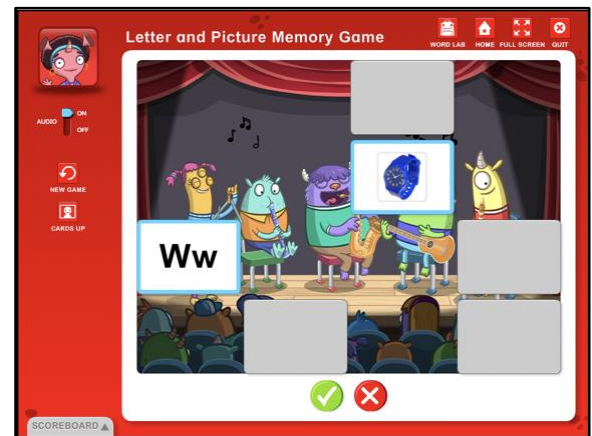 Letter and Picture Memory Game
WORD LAB HOME FULL SCREEN QUIT
AUDIO ON
OFF
NEW GAME
CARDS UP
Ww
SCOREBOARD